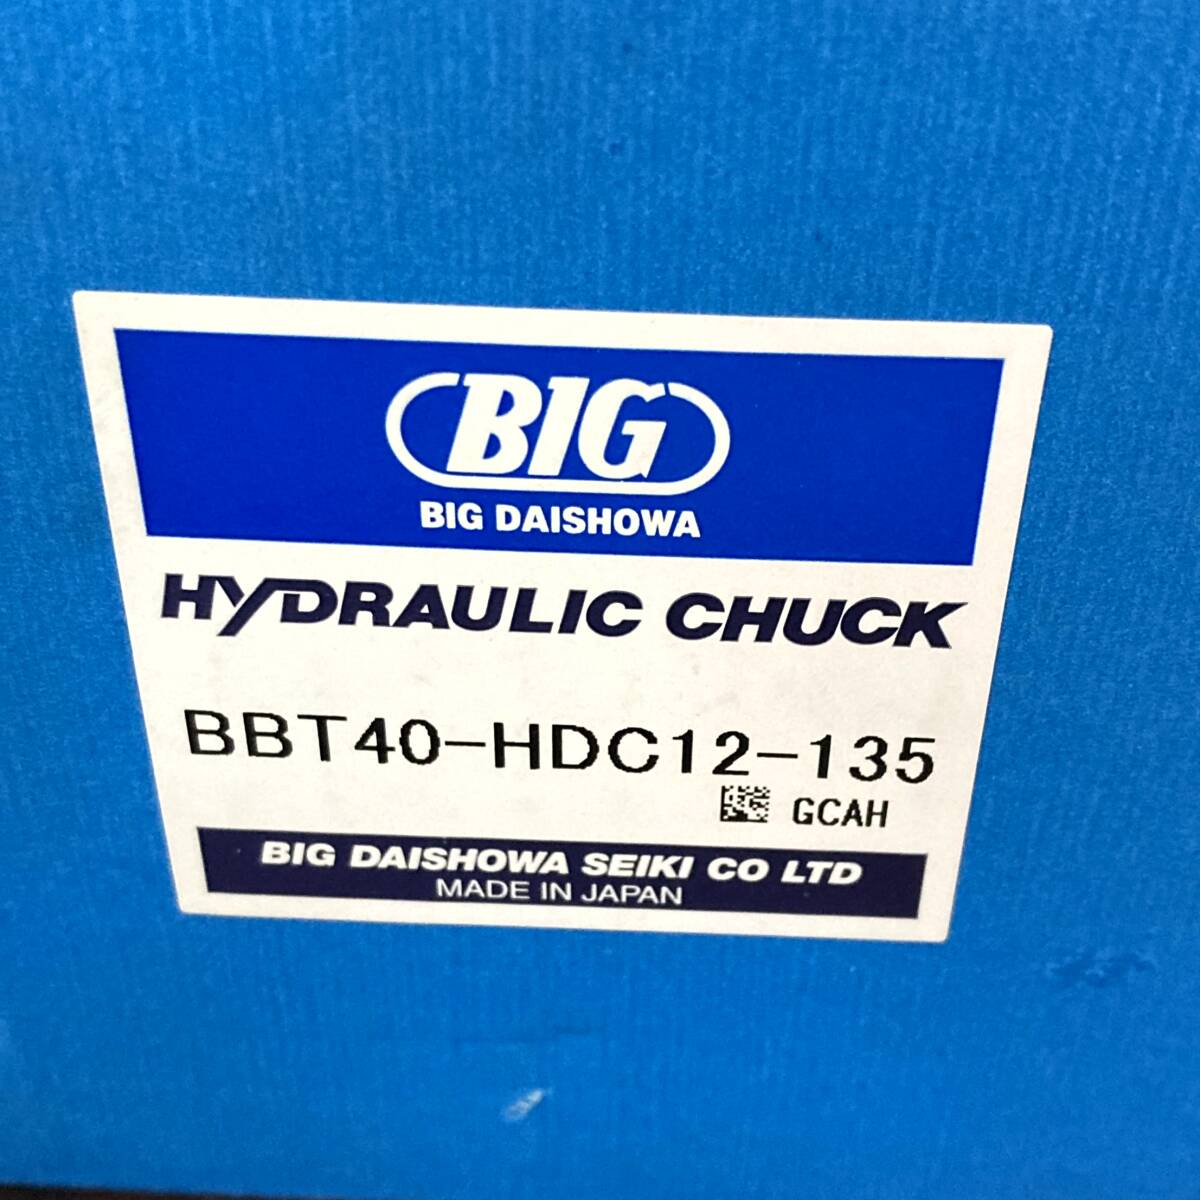 BIG
BIG DAISHOWA
HYDRAULIC CHUCK
BBT40-HDC12-135
GCAH
BIG DAISHOWA SEIKI CO LTD
MADE IN JAPAN